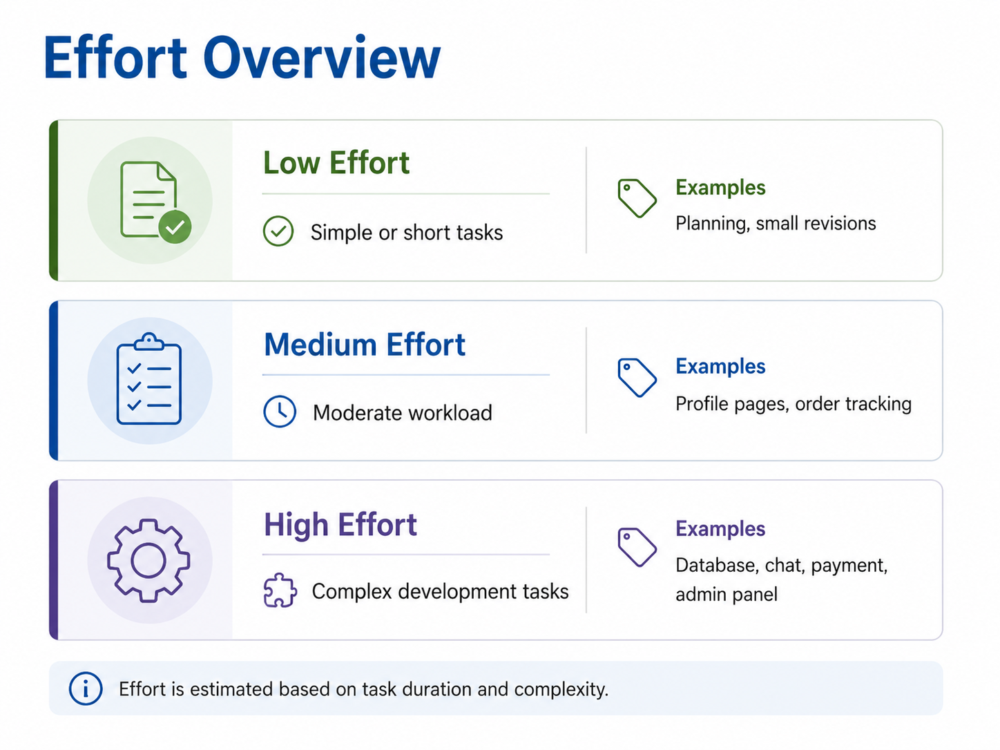 Effort Overview
Low Effort
Simple or short tasks
Examples
Planning, small revisions
Medium Effort
Moderate workload
Examples
Profile pages, order tracking
High Effort
Complex development tasks
Examples
Database, chat, payment,
admin panel
Effort is estimated based on task duration and complexity.